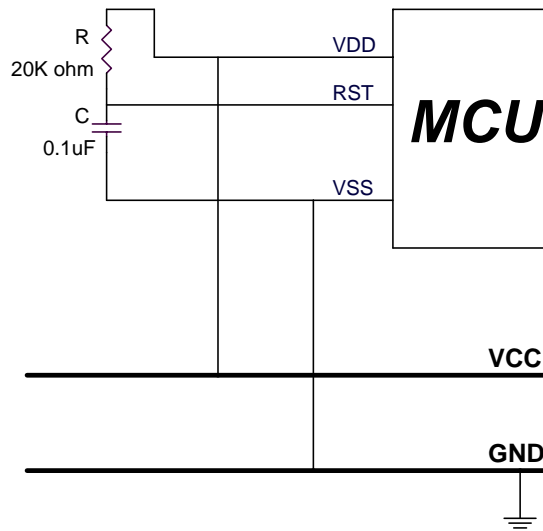 R
20K ohm
C
0.1uF
VDD
RST
VSS
MCU
VCC
GND